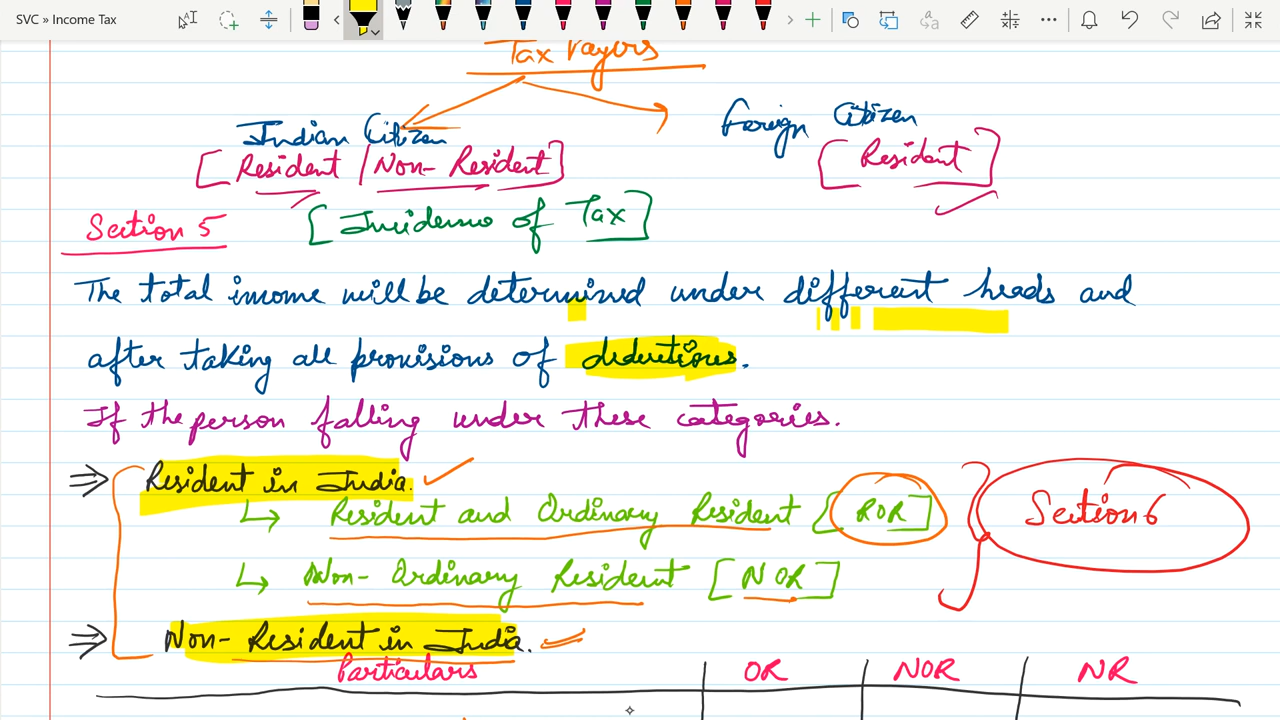 SVC » Income Tax
Tax Payers
Indian Citizen Foreign Citizen
[Resident / Non-Resident] [Resident]
Section 5 [Incidence of Tax]
The total income will be determined under different heads and
after taking all provisions of deductions.
If the person falling under these categories.
⇒ Resident in India.
↳ Resident and Ordinary Resident [ROR] Section 6
↳ Non-Ordinary Resident [NOR]
⇒ Non-Resident in India.
Particulars OR NOR NR